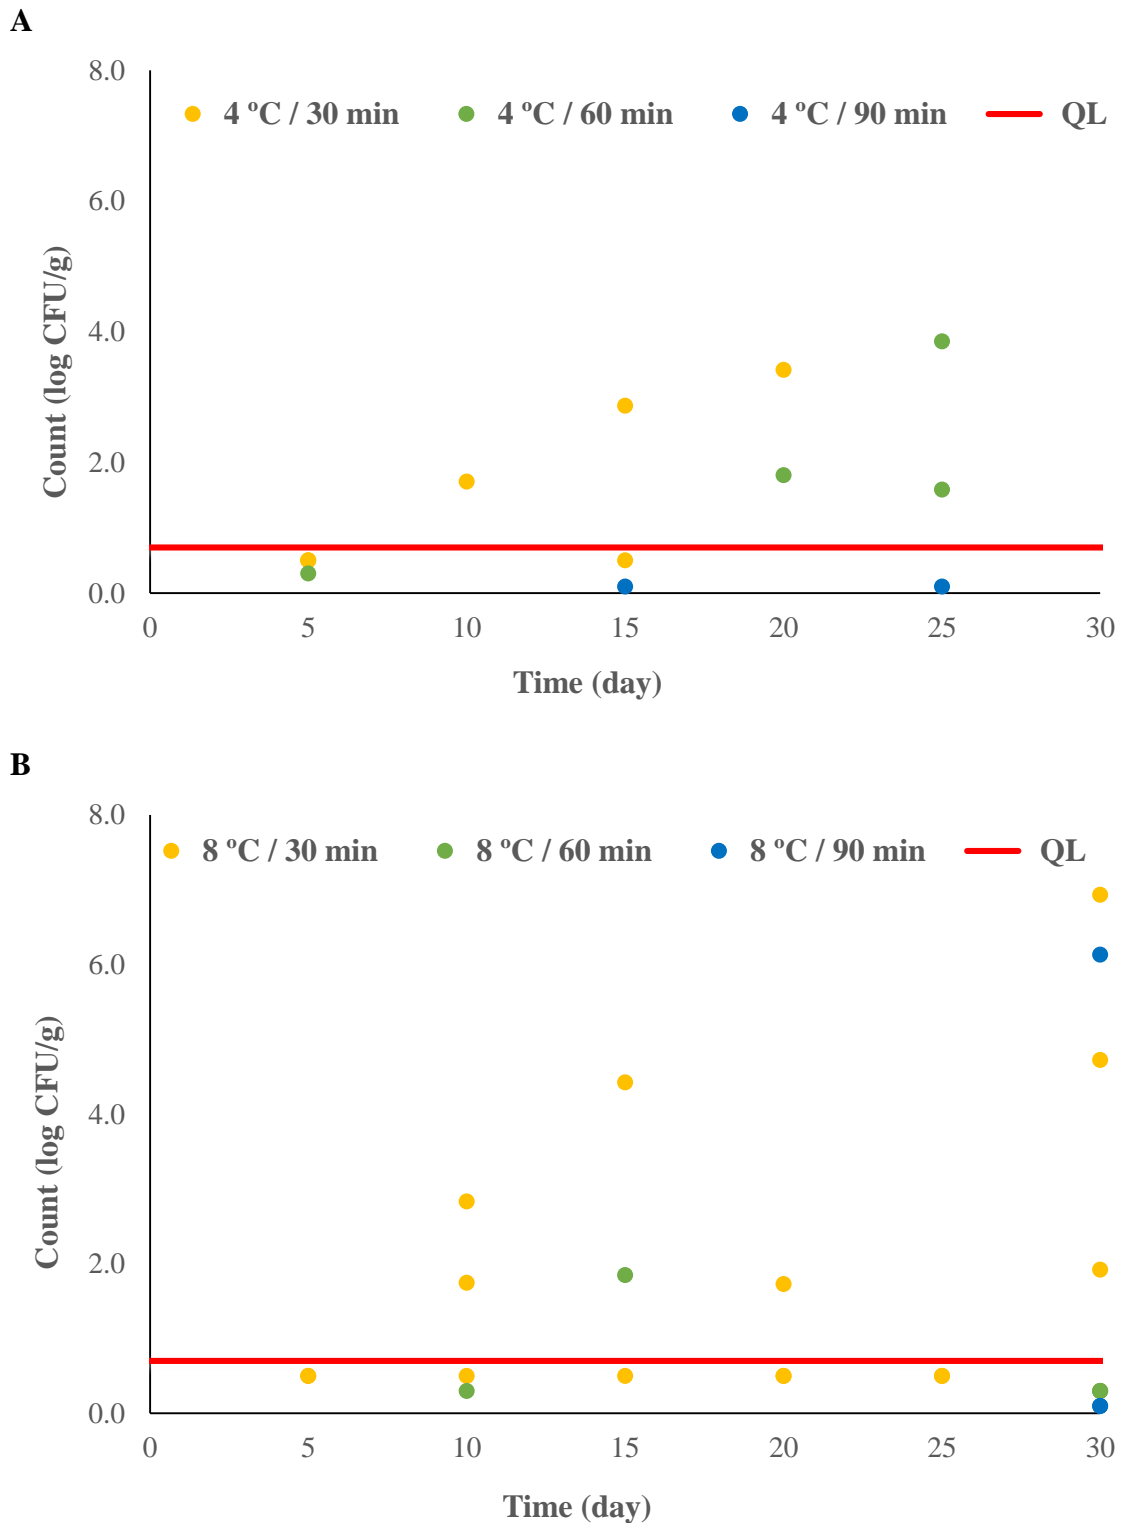 A
8.0
4 ºC / 30 min 4 ºC / 60 min 4 ºC / 90 min QL
6.0
Count (log CFU/g)
4.0
2.0
0.0
0 5 10 15 20 25 30
Time (day)
B
8.0
8 ºC / 30 min 8 ºC / 60 min 8 ºC / 90 min QL
6.0
Count (log CFU/g)
4.0
2.0
0.0
0 5 10 15 20 25 30
Time (day)